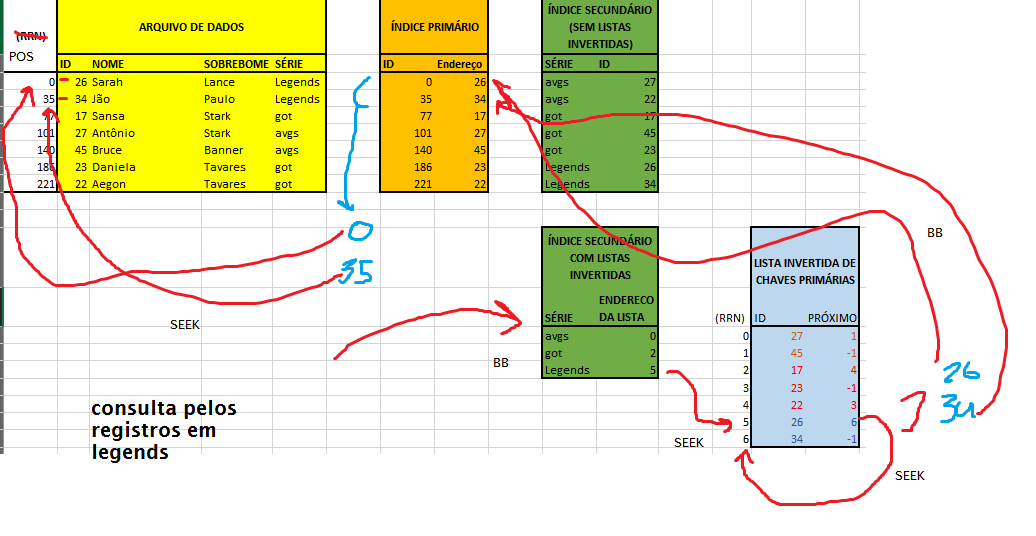 (RRN)
POS
ARQUIVO DE DADOS
ID NOME SOBREBOME SÉRIE
0 26 Sarah Lance Legends
35 34 Jão Paulo Legends
77 17 Sansa Stark got
101 27 Antônio Stark avgs
140 45 Bruce Banner avgs
186 23 Daniela Tavares got
221 22 Aegon Tavares got
ÍNDICE PRIMÁRIO
ID Endereço
0 26
35 34
77 17
101 27
140 45
186 23
221 22
ÍNDICE SECUNDÁRIO
(SEM LISTAS
INVERTIDAS)
SÉRIE ID
avgs 27
avgs 22
got 17
got 45
got 23
Legends 26
Legends 34
0
35
SEEK
BB
ÍNDICE SECUNDÁRIO
COM LISTAS
INVERTIDAS
ENDERECO
SÉRIE DA LISTA
avgs 0
got 2
Legends 5
BB
LISTA INVERTIDA DE
CHAVES PRIMÁRIAS
(RRN) ID PRÓXIMO
0 27 1
1 45 -1
2 17 4
3 23 -1
4 22 3
5 26 6
6 34 -1
26
34
SEEK
SEEK
consulta pelos
registros em
legends